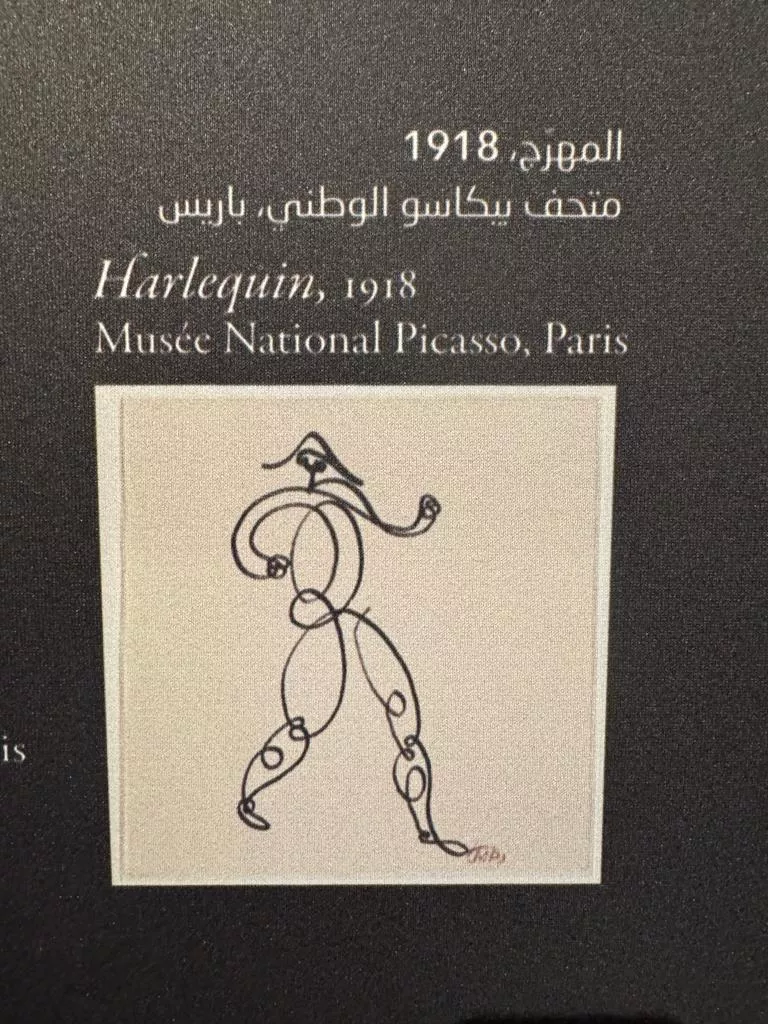 المهرّج، 1918
متحف بيكاسو الوطني، باريس
Harlequin, 1918
Musée National Picasso, Paris
is